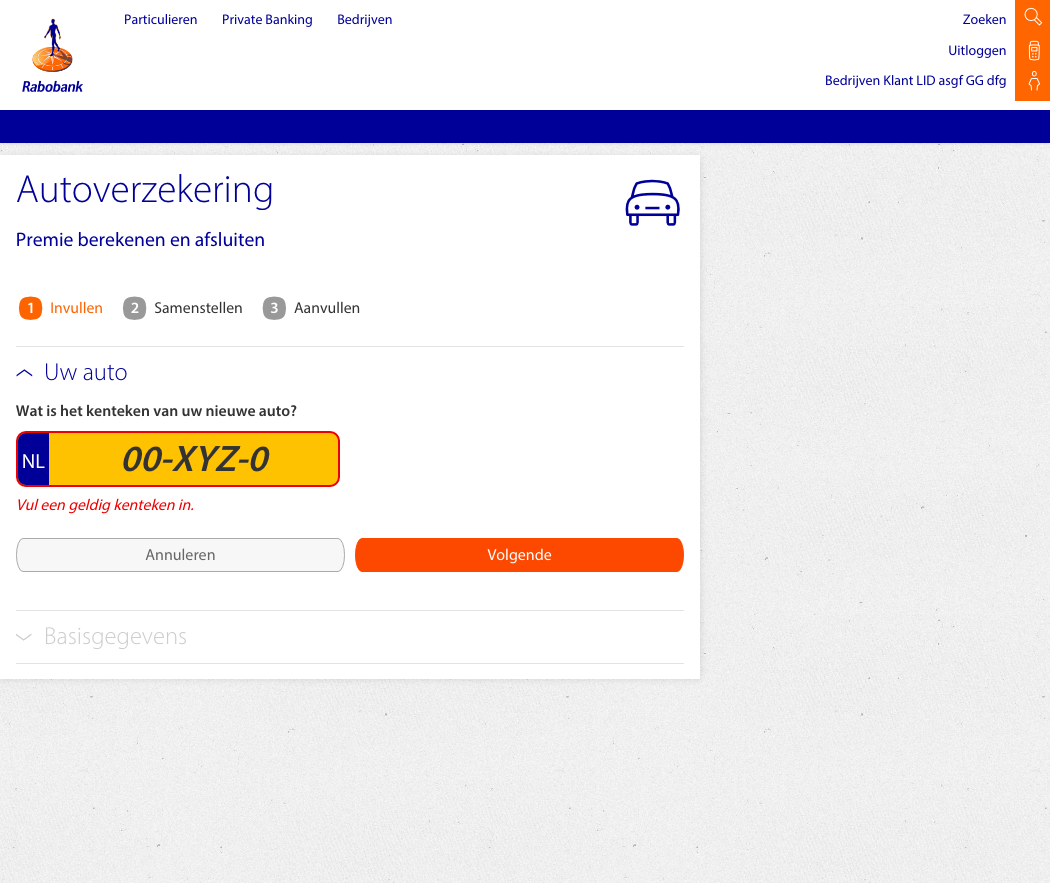 Particulieren Private Banking Bedrijven
Zoeken
Uitloggen
Bedrijven Klant LID asgf GG dfg
Rabobank
Autoverzekering
Premie berekenen en afsluiten
1 Invullen 2 Samenstellen 3 Aanvullen
Uw auto
Wat is het kenteken van uw nieuwe auto?
NL 00-XYZ-0
Vul een geldig kenteken in.
Annuleren Volgende
Basisgegevens